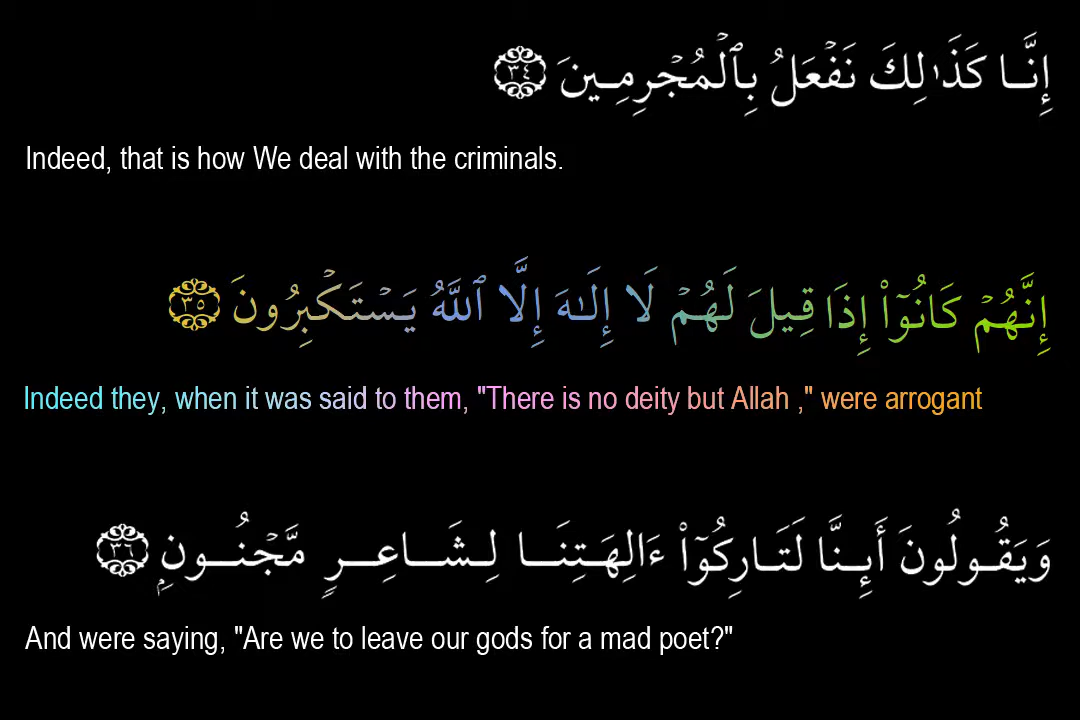 إِنَّا كَذَٰلِكَ نَفْعَلُ بِٱلْمُجْرِمِينَ ٣٤
Indeed, that is how We deal with the criminals.
إِنَّهُمْ كَانُوٓا۟ إِذَا قِيلَ لَهُمْ لَا إِلَـٰهَ إِلَّا ٱللَّهُ يَسْتَكْبِرُونَ ٣٥
Indeed they, when it was said to them, "There is no deity but Allah ," were arrogant
وَيَقُولُونَ أَئِنَّا لَتَارِكُوٓا۟ ءَالِهَتِنَا لِشَاعِرٍ مَّجْنُونٍۭ ٣٦
And were saying, "Are we to leave our gods for a mad poet?"